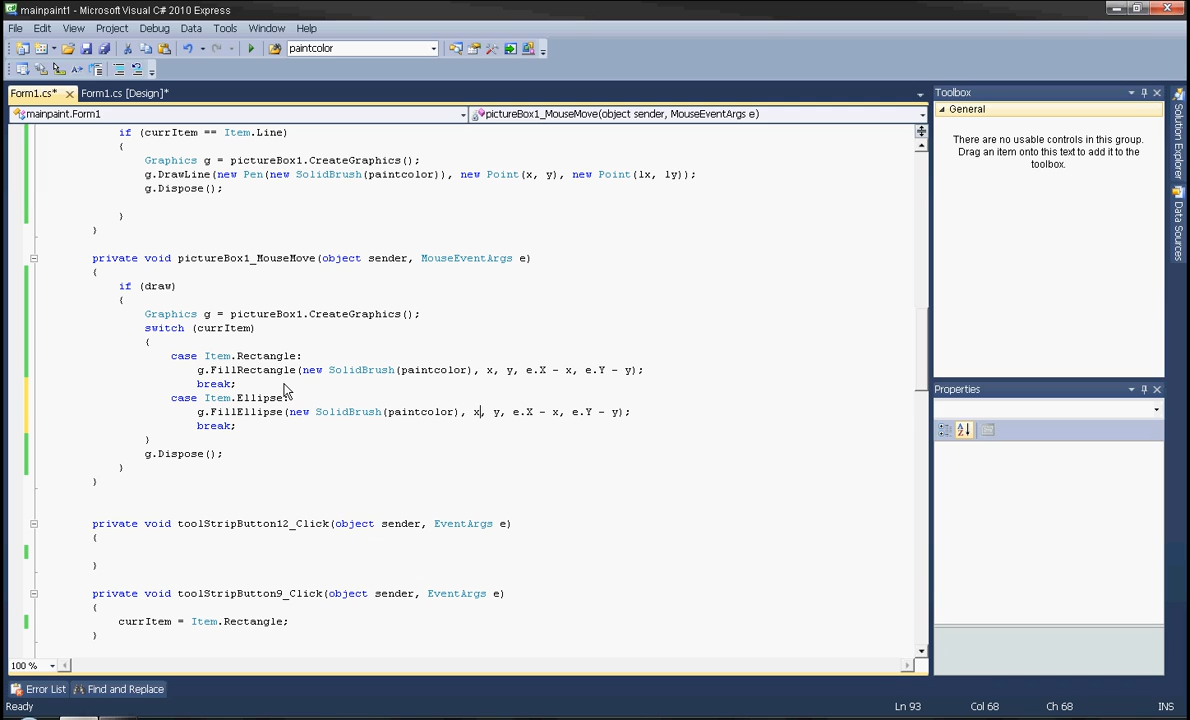 mainpaint1 - Microsoft Visual C# 2010 Express
File Edit View Project Debug Data Tools Window Help
paintcolor
Form1.cs* Form1.cs [Design]*
mainpaint.Form1 pictureBox1_MouseMove(object sender, MouseEventArgs e)
if (currItem == Item.Line)
{
Graphics g = pictureBox1.CreateGraphics();
g.DrawLine(new Pen(new SolidBrush(paintcolor)), new Point(x, y), new Point(lx, ly));
g.Dispose();
}
}
private void pictureBox1_MouseMove(object sender, MouseEventArgs e)
{
if (draw)
{
Graphics g = pictureBox1.CreateGraphics();
switch (currItem)
{
case Item.Rectangle:
g.FillRectangle(new SolidBrush(paintcolor), x, y, e.X - x, e.Y - y);
break;
case Item.Ellipse:
g.FillEllipse(new SolidBrush(paintcolor), x, y, e.X - x, e.Y - y);
break;
}
g.Dispose();
}
}
private void toolStripButton12_Click(object sender, EventArgs e)
{
}
private void toolStripButton9_Click(object sender, EventArgs e)
{
currItem = Item.Rectangle;
}
100 %
Toolbox
General
There are no usable controls in this group.
Drag an item onto this text to add it to the
toolbox.
Properties
Solution Explorer
Data Sources
Error List Find and Replace
Ready Ln 93 Col 68 Ch 68 INS